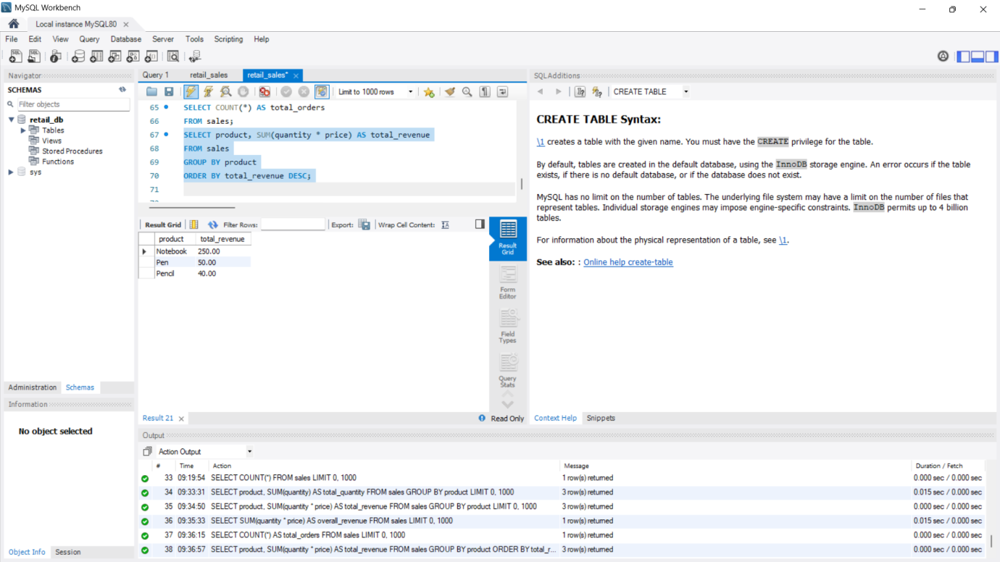 MySQL Workbench
Local instance MySQL80
File Edit View Query Database Server Tools Scripting Help
Navigator
SCHEMAS
Filter objects
retail_db
Tables
Views
Stored Procedures
Functions
sys
Administration Schemas
Information
No object selected
Object Info Session
Query 1 retail_sales retail_sales*
Limit to 1000 rows
65 SELECT COUNT(*) AS total_orders
66 FROM sales;
67 SELECT product, SUM(quantity * price) AS total_revenue
68 FROM sales
69 GROUP BY product
70 ORDER BY total_revenue DESC;
71
Result Grid Filter Rows: Export: Wrap Cell Content:
product total_revenue
Notebook 250.00
Pen 50.00
Pencil 40.00
Result Grid
Form Editor
Field Types
Query Stats
Result 21 Read Only
SQLAdditions
CREATE TABLE
CREATE TABLE Syntax:
\1 creates a table with the given name. You must have the CREATE privilege for the table.
By default, tables are created in the default database, using the InnoDB storage engine. An error occurs if the table
exists, if there is no default database, or if the database does not exist.
MySQL has no limit on the number of tables. The underlying file system may have a limit on the number of files that
represent tables. Individual storage engines may impose engine-specific constraints. InnoDB permits up to 4 billion
tables.
For information about the physical representation of a table, see \1.
See also: : Online help create-table
Context Help Snippets
Output
Action Output
# Time Action Message Duration / Fetch
33 09:19:54 SELECT COUNT(*) FROM sales LIMIT 0, 1000 1 row(s) returned 0.000 sec / 0.000 sec
34 09:33:31 SELECT product, SUM(quantity) AS total_quantity FROM sales GROUP BY product LIMIT 0, 1000 3 row(s) returned 0.015 sec / 0.000 sec
35 09:34:50 SELECT product, SUM(quantity * price) AS total_revenue FROM sales GROUP BY product LIMIT 0, 1000 3 row(s) returned 0.000 sec / 0.000 sec
36 09:35:33 SELECT SUM(quantity * price) AS overall_revenue FROM sales LIMIT 0, 1000 1 row(s) returned 0.015 sec / 0.000 sec
37 09:36:15 SELECT COUNT(*) AS total_orders FROM sales LIMIT 0, 1000 1 row(s) returned 0.000 sec / 0.000 sec
38 09:36:57 SELECT product, SUM(quantity * price) AS total_revenue FROM sales GROUP BY product ORDER BY total_r... 3 row(s) returned 0.000 sec / 0.000 sec